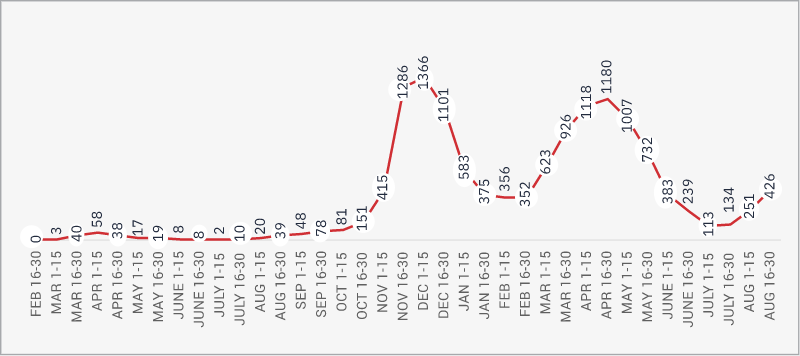 0
3
40
58
38
17
19
8
8
2
10
20
39
48
78
81
151
415
1286
1366
1101
583
375
356
352
623
926
1118
1180
1007
732
383
239
113
134
251
426
FEB 16-30
MAR 1-15
MAR 16-30
APR 1-15
APR 16-30
MAY 1-15
MAY 16-30
JUNE 1-15
JUNE 16-30
JULY 1-15
JULY 16-30
AUG 1-15
AUG 16-30
SEP 1-15
SEP 16-30
OCT 1-15
OCT 16-30
NOV 1-15
NOV 16-30
DEC 1-15
DEC 16-30
JAN 1-15
JAN 16-30
FEB 1-15
FEB 16-30
MAR 1-15
MAR 16-30
APR 1-15
APR 16-30
MAY 1-15
MAY 16-30
JUNE 1-15
JUNE 16-30
JULY 1-15
JULY 16-30
AUG 1-15
AUG 16-30